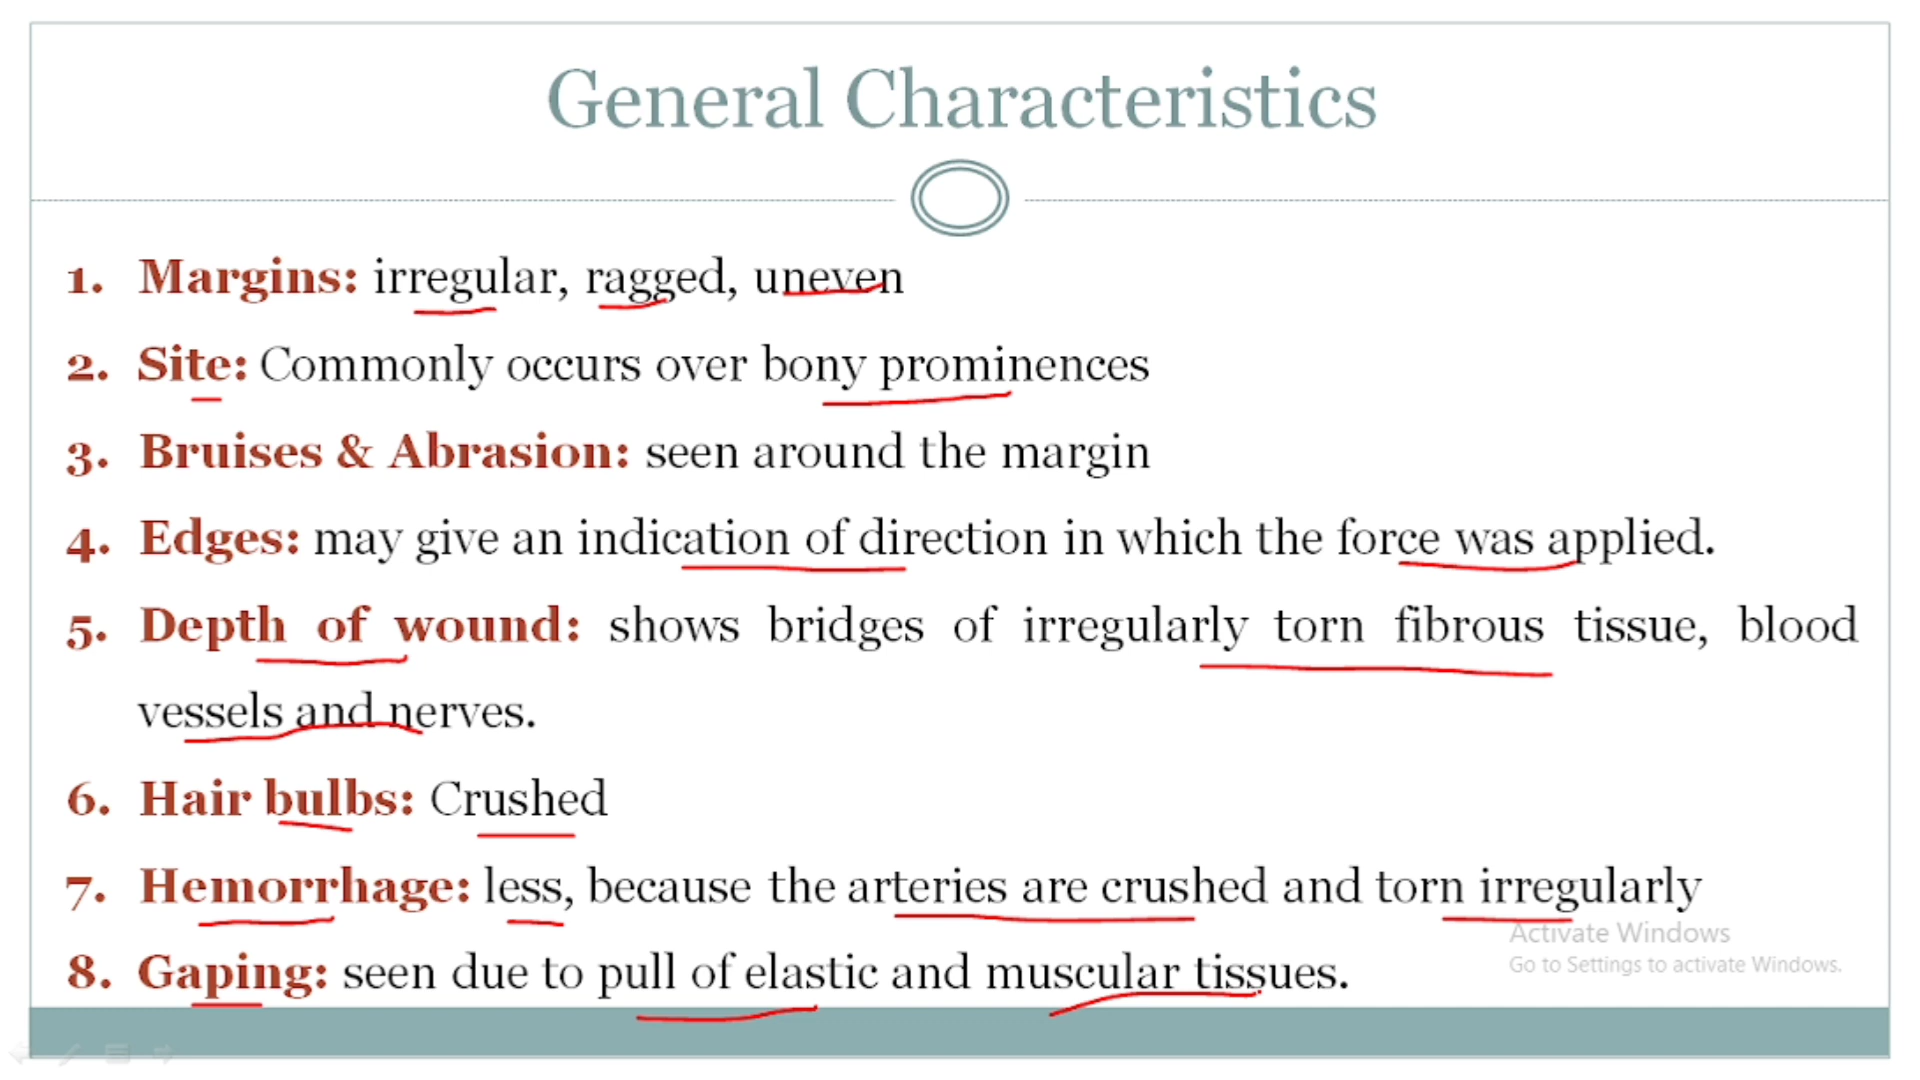 General Characteristics
1. Margins: irregular, ragged, uneven
2. Site: Commonly occurs over bony prominences
3. Bruises & Abrasion: seen around the margin
4. Edges: may give an indication of direction in which the force was applied.
5. Depth of wound: shows bridges of irregularly torn fibrous tissue, blood
vessels and nerves.
6. Hair bulbs: Crushed
7. Hemorrhage: less, because the arteries are crushed and torn irregularly
8. Gaping: seen due to pull of elastic and muscular tissues.
Activate Windows
Go to Settings to activate Windows.